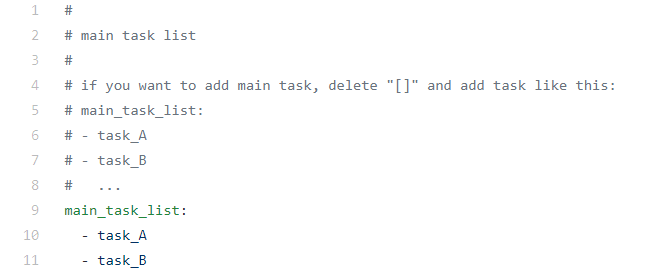 1 #
2 # main task list
3 #
4 # if you want to add main task, delete "[]" and add task like this:
5 # main_task_list:
6 # - task_A
7 # - task_B
8 #   ...
9 main_task_list:
10   - task_A
11   - task_B